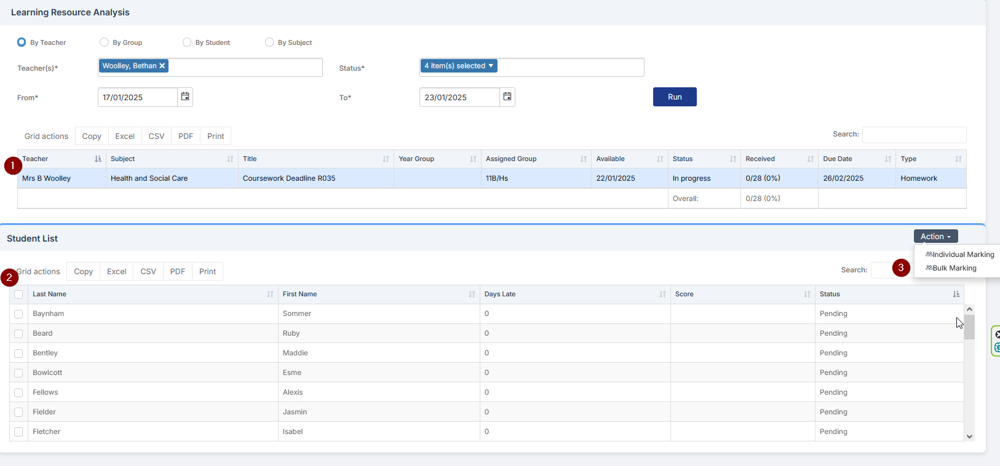 Learning Resource Analysis
By Teacher By Group By Student By Subject
Teacher(s)* Woolley, Bethan Status* 4 item(s) selected
From* 17/01/2025 To* 23/01/2025 Run
Grid actions Copy Excel CSV PDF Print Search:
Teacher Subject Title Year Group Assigned Group Available Status Received Due Date Type
1
Mrs B Woolley Health and Social Care Coursework Deadline R035 11B/Hs 22/01/2025 In progress 0/28 (0%) 26/02/2025 Homework
Overall: 0/28 (0%)
Student List Action
Individual Marking
3 Bulk Marking
2 Grid actions Copy Excel CSV PDF Print Search:
Last Name First Name Days Late Score Status
Baynham Sommer 0 Pending
Beard Ruby 0 Pending
Bentley Maddie 0 Pending
Bowlcott Esme 0 Pending
Fellows Alexis 0 Pending
Fielder Jasmin 0 Pending
Fletcher Isabel 0 Pending